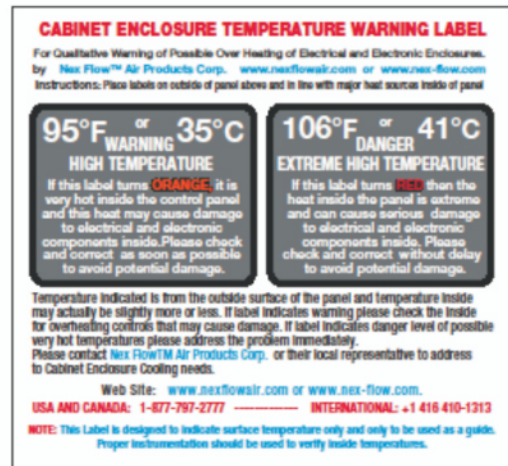 CABINET ENCLOSURE TEMPERATURE WARNING LABEL
For Qualitative Warning of Possible Over Heating of Electrical and Electronic Enclosures.
by Nex Flow™ Air Products Corp. www.nexflowair.com or www.nex-flow.com
Instructions: Place labels on outside of panel above and in line with major heat sources inside of panel
95°F or 35°C
WARNING
HIGH TEMPERATURE
If this label turns ORANGE, it is
very hot inside the control panel
and this heat may cause damage
to electrical and electronic
components inside.Please check
and correct as soon as possible
to avoid potential damage.
106°F or 41°C
DANGER
EXTREME HIGH TEMPERATURE
If this label turns RED then the
heat inside the panel is extreme
and can cause serious damage
to electrical and electronic
components inside. Please
check and correct without delay
to avoid potential damage.
Temperature indicated is from the outside surface of the panel and temperature inside
may actually be slightly more or less. If label indicates warning please check the inside
for overheating controls that may cause damage. If label indicates danger level of possible
very hot temperatures please address the problem immediately.
Please contact Nex FlowTM Air Products Corp. or their local representative to address
to Cabinet Enclosure Cooling needs.
Web Site: www.nexflowair.com or www.nex-flow.com.
USA AND CANADA: 1-877-797-2777 -------------- INTERNATIONAL: +1 416 410-1313
NOTE: This Label is designed to indicate surface temperature only and only to be used as a guide.
Proper instrumentation should be used to verify inside temperatures.